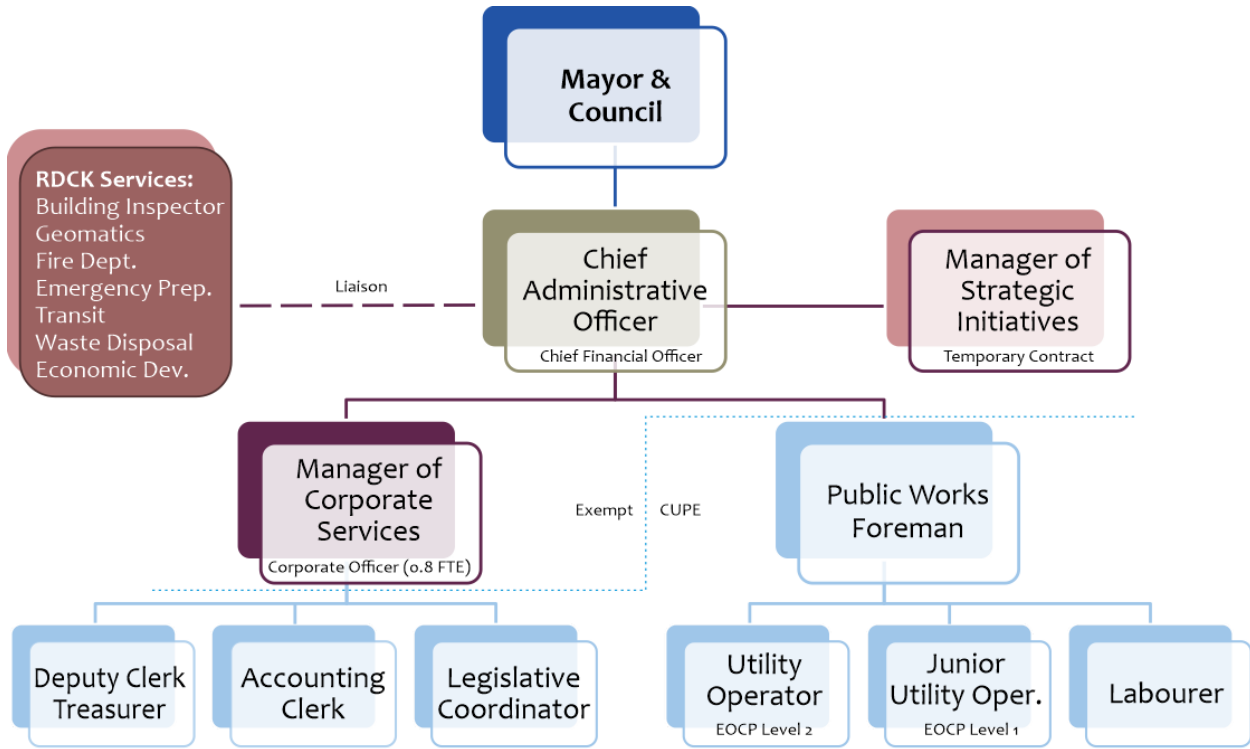 Mayor &
Council
RDCK Services:
Building Inspector
Geomatics
Fire Dept.
Emergency Prep.
Transit
Waste Disposal
Economic Dev.
Liaison
Chief
Administrative
Officer
Chief Financial Officer
Manager of
Strategic
Initiatives
Temporary Contract
Manager of
Corporate
Services
Corporate Officer (0.8 FTE)
Exempt
CUPE
Public Works
Foreman
Deputy Clerk
Treasurer
Accounting
Clerk
Legislative
Coordinator
Utility
Operator
EOCP Level 2
Junior
Utility Oper.
EOCP Level 1
Labourer